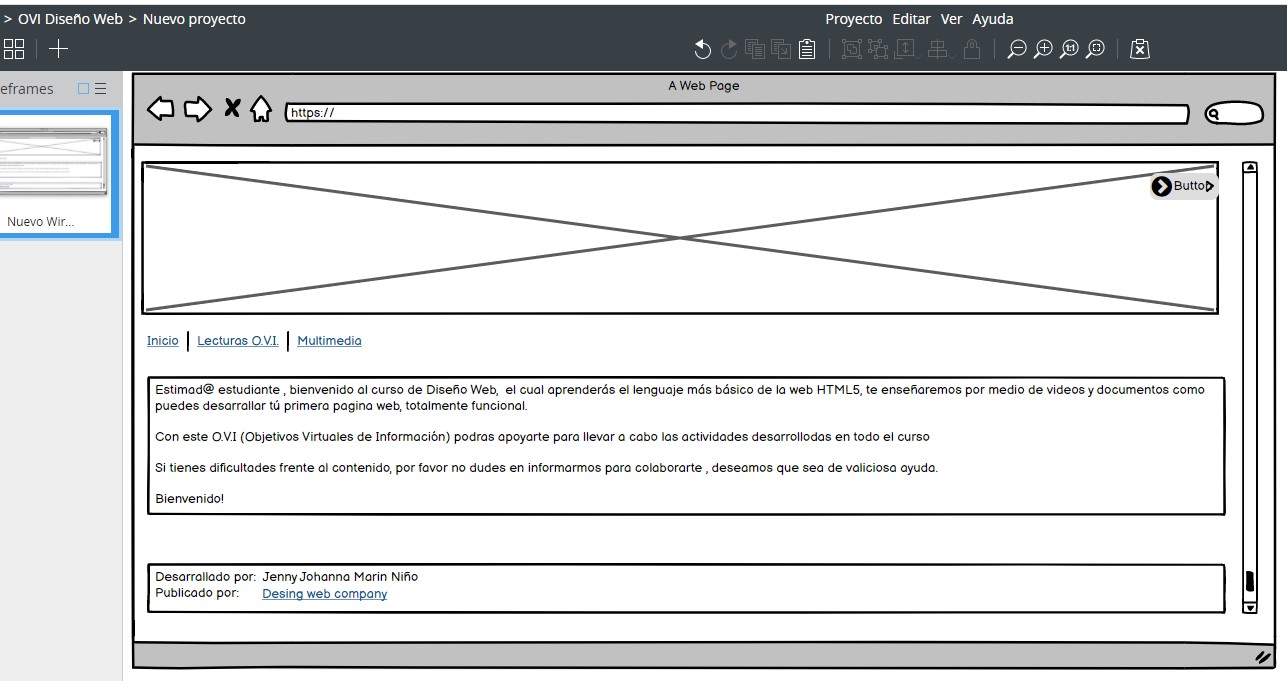 > OVI Diseño Web > Nuevo proyecto
Proyecto Editar Ver Ayuda
1:1
eframes
Nuevo Wir...
A Web Page
https://
Butto
Inicio | Lecturas O.V.I. | Multimedia
Estimad@ estudiante , bienvenido al curso de Diseño Web, el cual aprenderás el lenguaje más básico de la web HTML5, te enseñaremos por medio de videos y documentos como
puedes desarrallar tú primera pagina web, totalmente funcional.
Con este O.V.I (Objetivos Virtuales de Información) podras apoyarte para llevar a cabo las actividades desarrollodas en todo el curso
Si tienes dificultades frente al contenido, por favor no dudes en informarmos para colaborarte , deseamos que sea de valiciosa ayuda.
Bienvenido!
Desarrallado por: Jenny Johanna Marin Niño
Publicado por: Desing web company